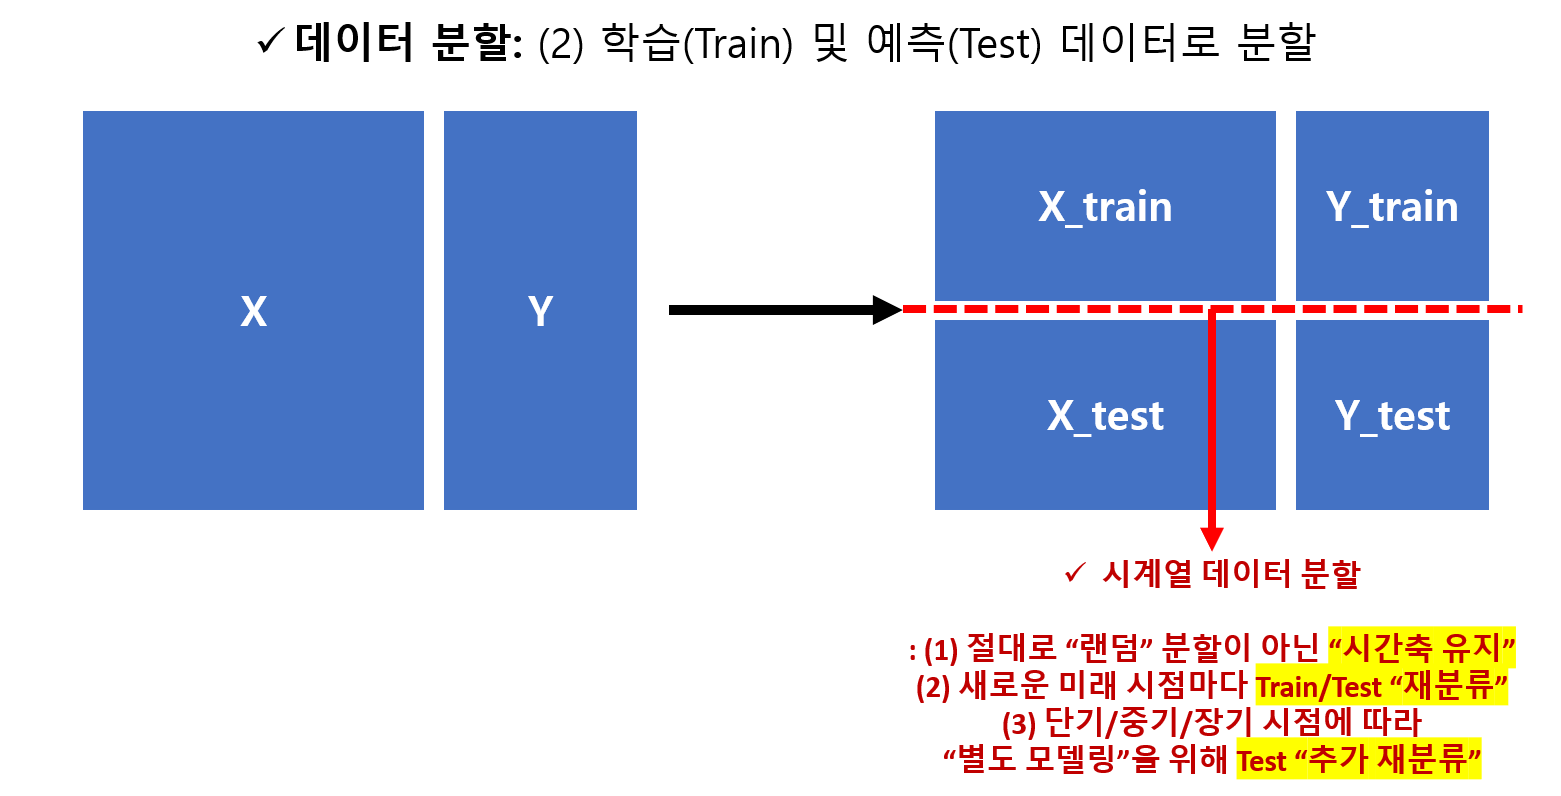 ✓ 데이터 분할: (2) 학습(Train) 및 예측(Test) 데이터로 분할
X
Y
X_train
Y_train
X_test
Y_test
✓ 시계열 데이터 분할
: (1) 절대로 “랜덤” 분할이 아닌 “시간축 유지”
(2) 새로운 미래 시점마다 Train/Test “재분류”
(3) 단기/중기/장기 시점에 따라
“별도 모델링”을 위해 Test “추가 재분류”